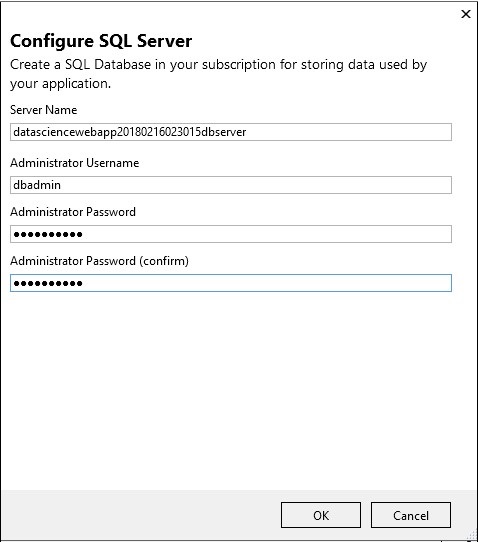 Configure SQL Server
Create a SQL Database in your subscription for storing data used by
your application.
Server Name
datasciencewebapp20180216023015dbserver
Administrator Username
dbadmin
Administrator Password
●●●●●●●●●●
Administrator Password (confirm)
●●●●●●●●●●
OK Cancel